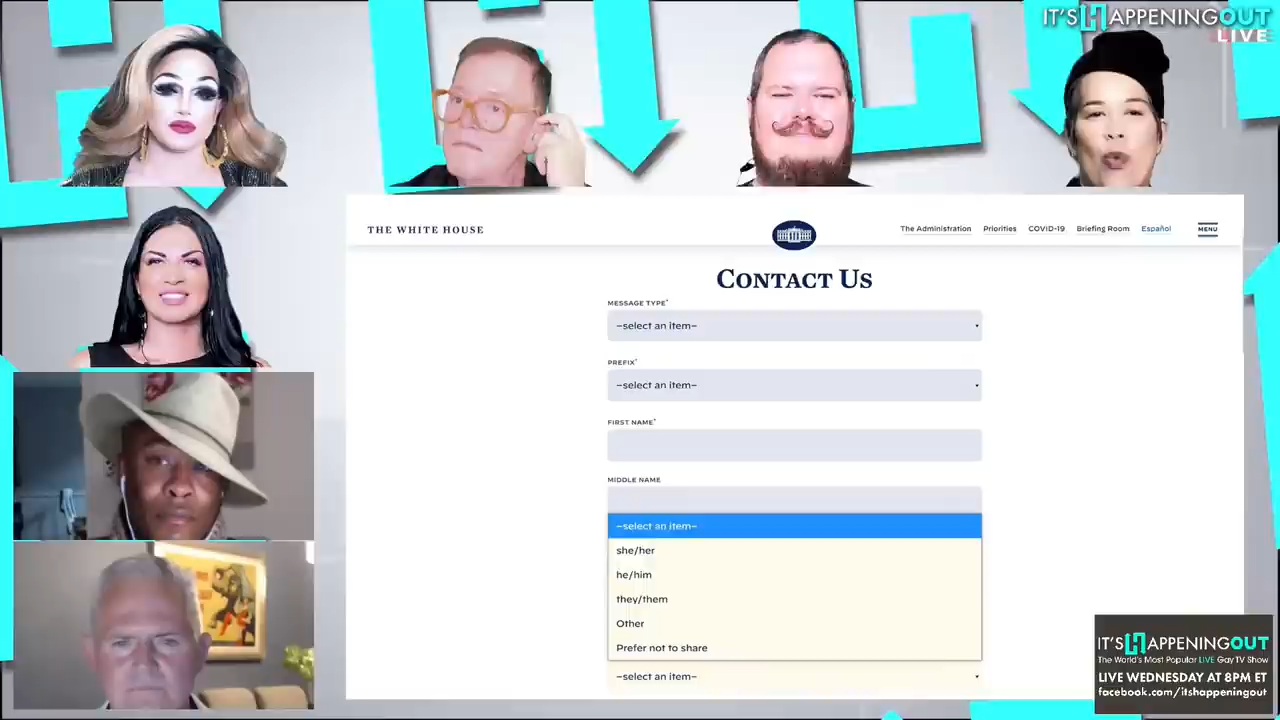 IT'S HAPPENINGOUT
LIVE
THE WHITE HOUSE
The Administration Priorities COVID-19 Briefing Room Español MENU
CONTACT US
MESSAGE TYPE*
–select an item–
PREFIX*
–select an item–
FIRST NAME*
MIDDLE NAME
–select an item–
she/her
he/him
they/them
Other
Prefer not to share
–select an item–
IT'S HAPPENINGOUT
The World's Most Popular LIVE Gay TV Show
LIVE WEDNESDAY AT 8PM ET
facebook.com/itshappeningout